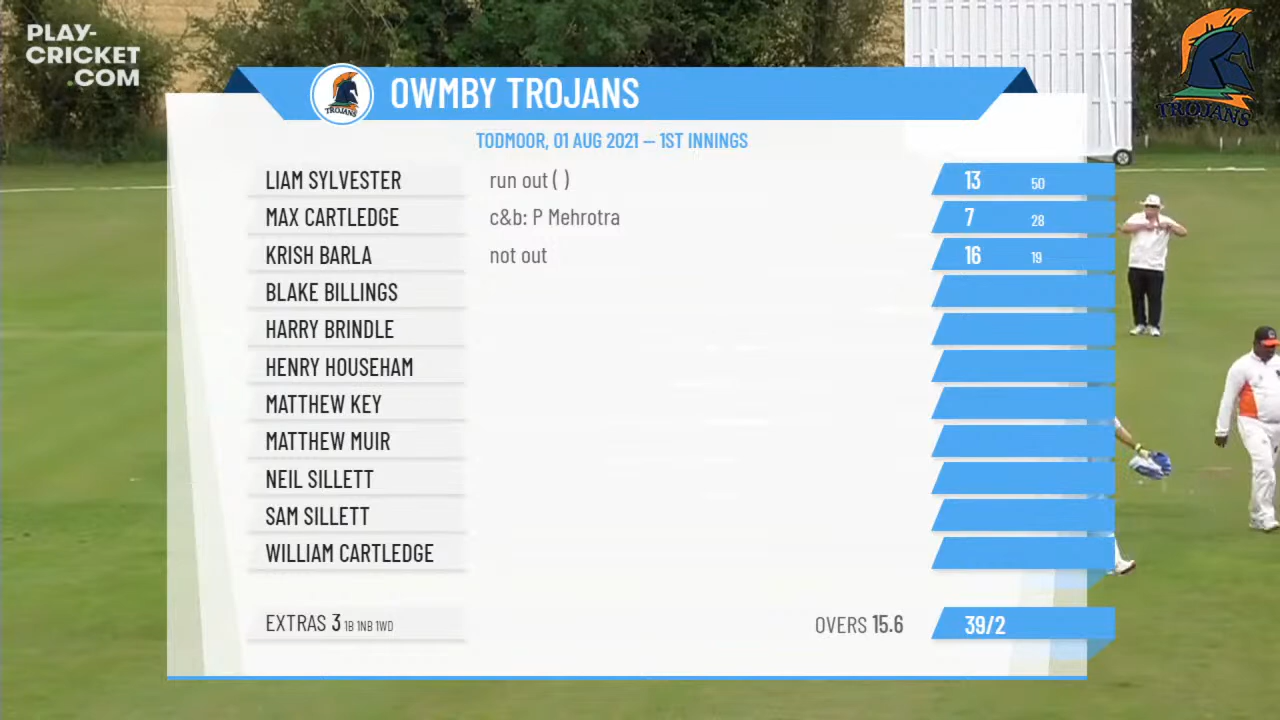 PLAY-
CRICKET
.COM
TROJANS
TROJANS
OWMBY TROJANS
TODMOOR, 01 AUG 2021 – 1ST INNINGS
LIAM SYLVESTER run out ( ) 13 50
MAX CARTLEDGE c&b: P Mehrotra 7 28
KRISH BARLA not out 16 19
BLAKE BILLINGS
HARRY BRINDLE
HENRY HOUSEHAM
MATTHEW KEY
MATTHEW MUIR
NEIL SILLETT
SAM SILLETT
WILLIAM CARTLEDGE
EXTRAS 3 1B 1NB 1WD OVERS 15.6 39/2